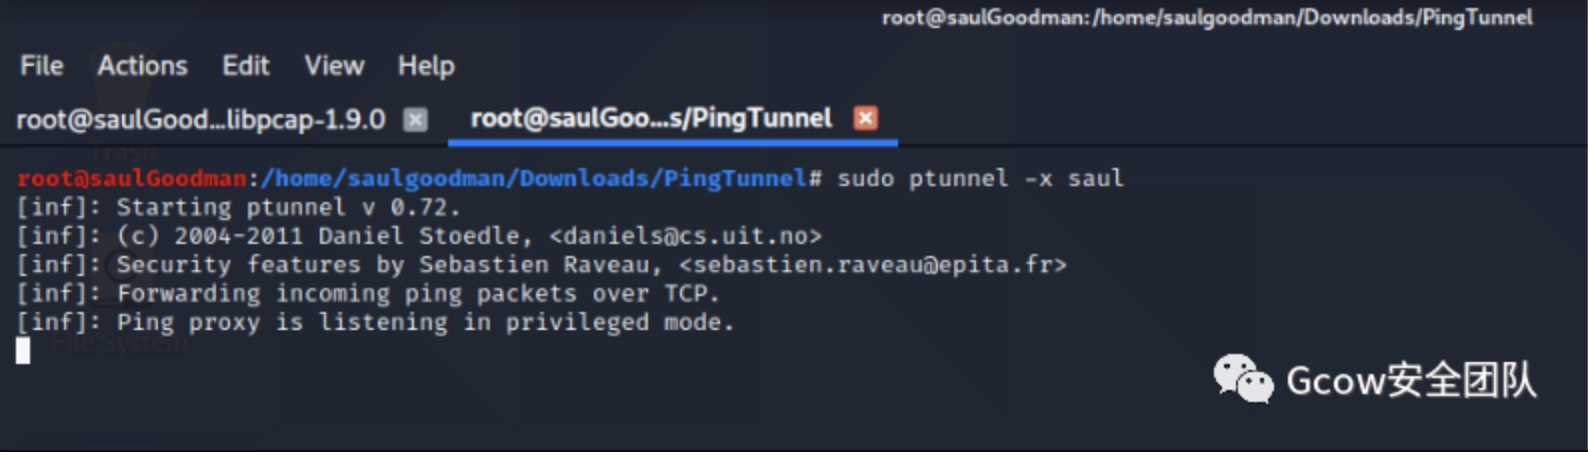 root@saulGoodman:/home/saulgoodman/Downloads/PingTunnel
File Actions Edit View Help
root@saulGood...libpcap-1.9.0 root@saulGoo...s/PingTunnel
Trash
root@saulGoodman:/home/saulgoodman/Downloads/PingTunnel# sudo ptunnel -x saul
[inf]: Starting ptunnel v 0.72.
[inf]: (c) 2004-2011 Daniel Stoedle, <daniels@cs.uit.no>
[inf]: Security features by Sebastien Raveau, <sebastien.raveau@epita.fr>
[inf]: Forwarding incoming ping packets over TCP.
[inf]: Ping proxy is listening in privileged mode.
File System
Gcow安全团队